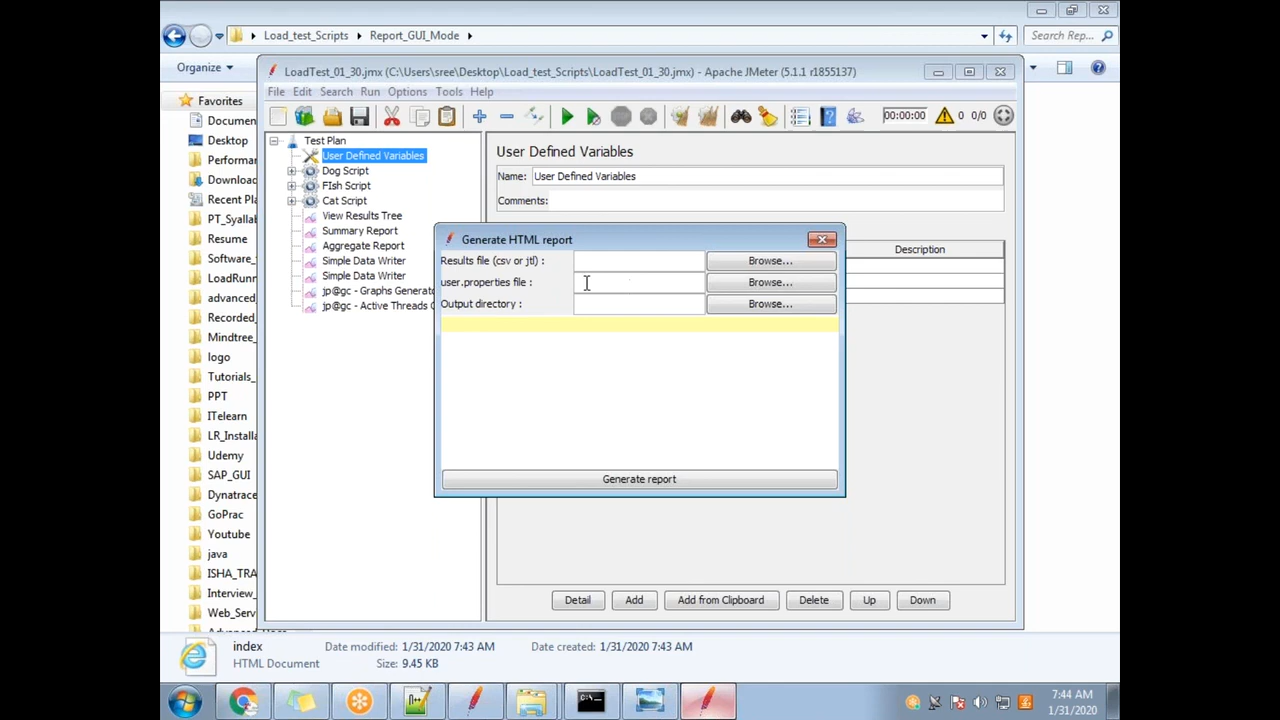 Load_test_Scripts
Report_GUI_Mode
Search Rep...
Organize
LoadTest_01_30.jmx (C:\Users\sree\Desktop\Load_test_Scripts\LoadTest_01_30.jmx) - Apache JMeter (5.1.1 r1855137)
File Edit Search Run Options Tools Help
00:00:00
0 0/0
Favorites
Documen
Desktop
Performa
Download
Recent Pla
PT_Syllab
Resume
Software_
LoadRunn
advanced_
Recorded_
Mindtree_
logo
Tutorials_
PPT
ITelearn
LR_Installa
Udemy
SAP_GUI
Dynatrace
GoPrac
Youtube
java
ISHA_TRA
Interview_
Web_Serv
Test Plan
User Defined Variables
Dog Script
FIsh Script
Cat Script
View Results Tree
Summary Report
Aggregate Report
Simple Data Writer
Simple Data Writer
jp@gc - Graphs Generato
jp@gc - Active Threads
User Defined Variables
Name: User Defined Variables
Comments:
Description
Generate HTML report
Results file (csv or jtl) : Browse...
user.properties file : Browse...
Output directory : Browse...
Generate report
Detail Add Add from Clipboard Delete Up Down
index Date modified: 1/31/2020 7:43 AM Date created: 1/31/2020 7:43 AM
HTML Document Size: 9.45 KB
7:44 AM
1/31/2020